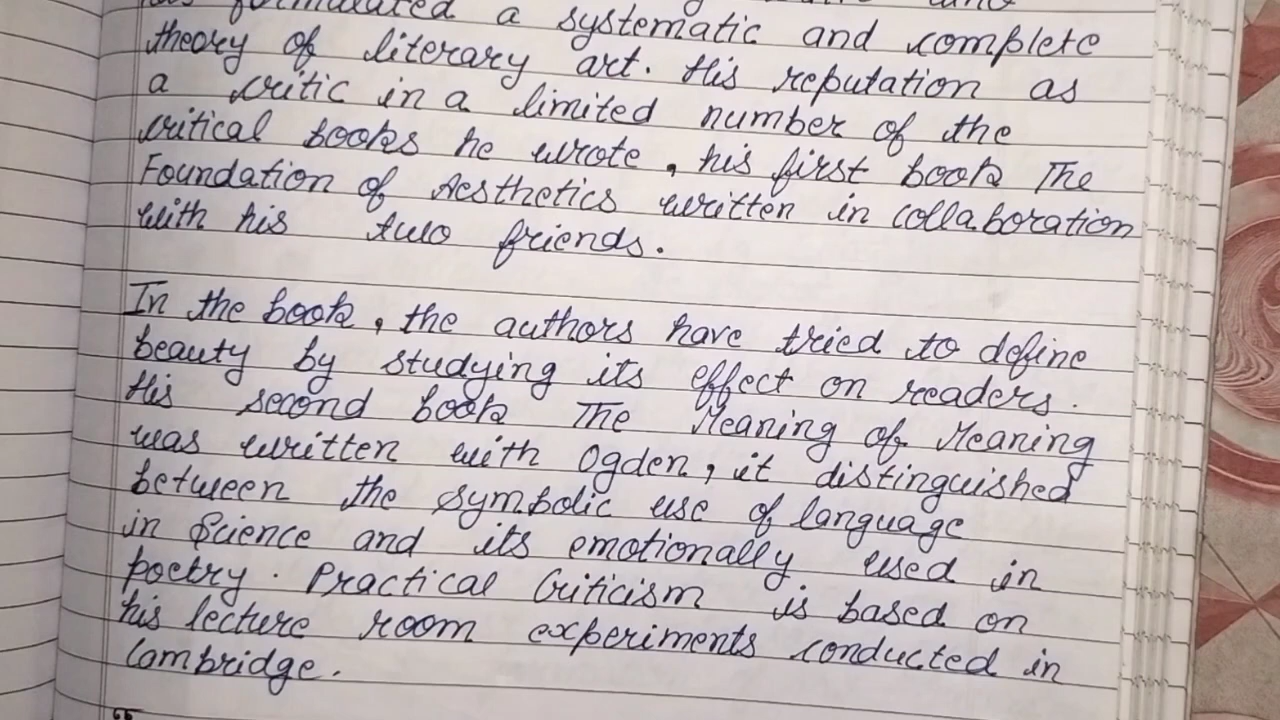 formulated a systematic and complete
theory of literary art. His reputation as
a critic in a limited number of the
critical books he wrote, his first book The
Foundation of Aesthetics written in collaboration
with his two friends.
In the book, the authors have tried to define
beauty by studying its effect on readers.
His second book The Meaning of Meaning
was written with Ogden, it distinguished
between the symbolic use of language
in Science and its emotionally used in
poetry. Practical Criticism is based on
his lecture room experiments conducted in
Cambridge.